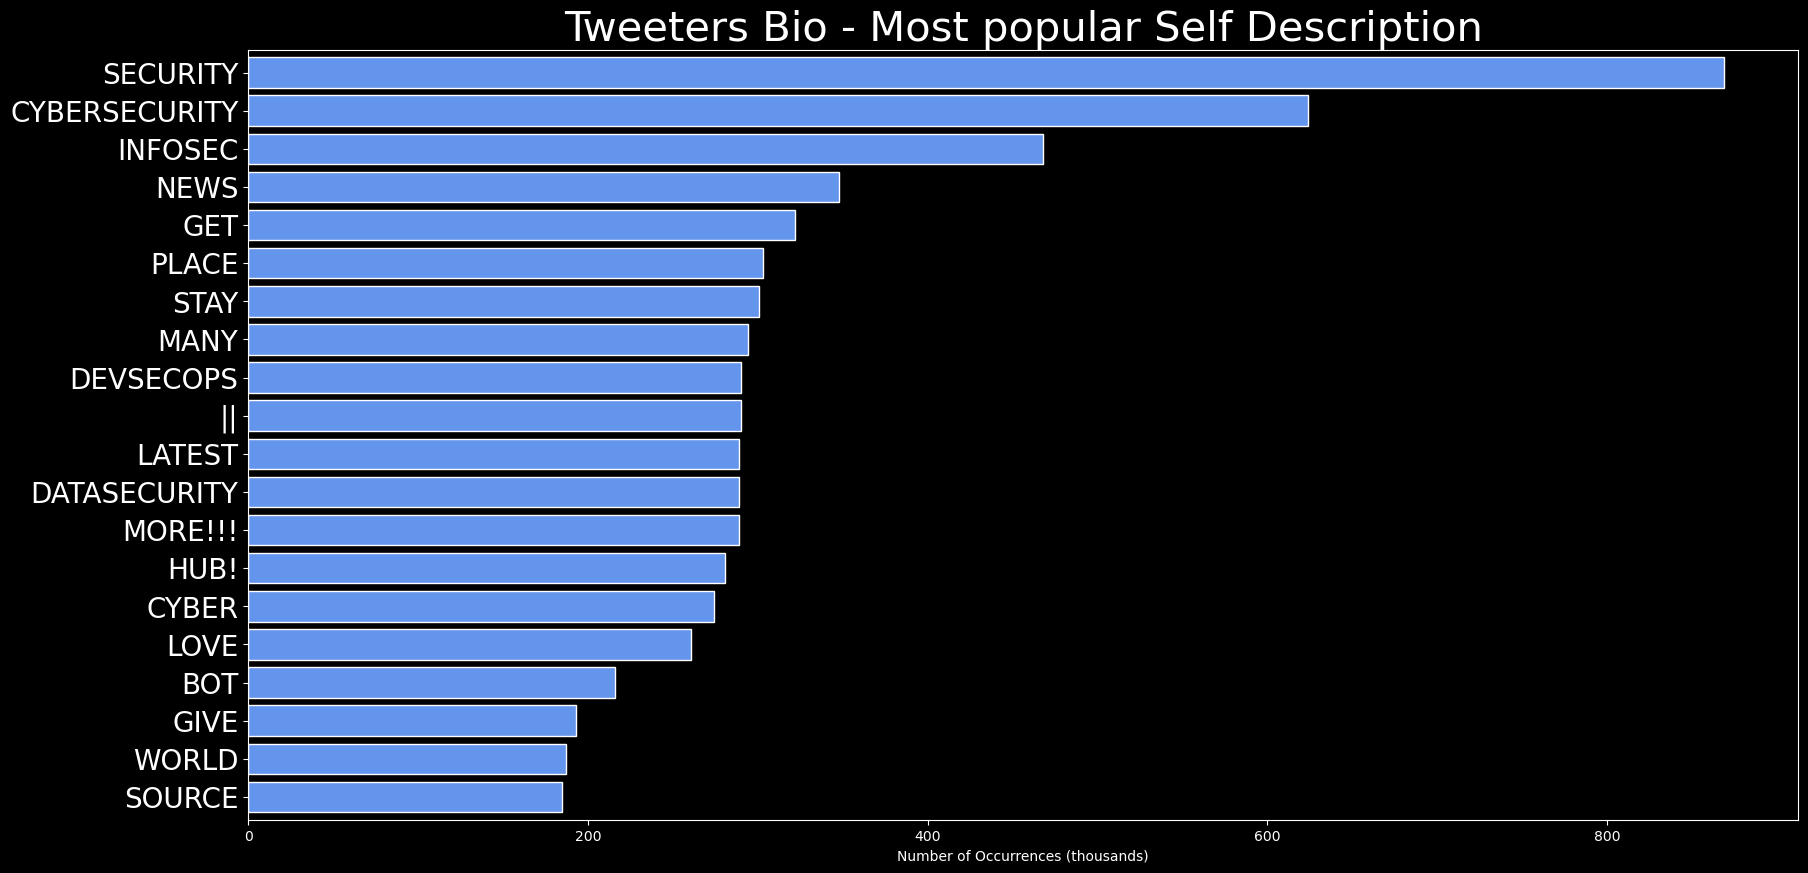 Tweeters Bio - Most popular Self Description
SECURITY
CYBERSECURITY
INFOSEC
NEWS
GET
PLACE
STAY
MANY
DEVSECOPS
||
LATEST
DATASECURITY
MORE!!!
HUB!
CYBER
LOVE
BOT
GIVE
WORLD
SOURCE
0 200 400 600 800
Number of Occurrences (thousands)